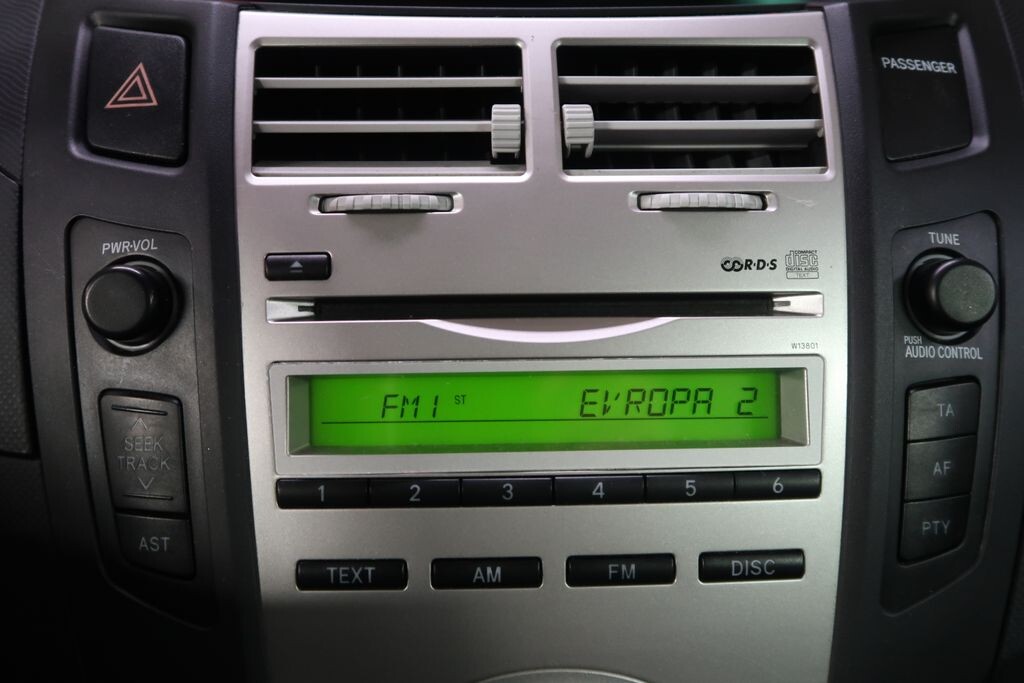 PASSENGER
PWR·VOL
TUNE
R·D·S
COMPACT
disc
DIGITAL AUDIO
TEXT
W13801
PUSH
AUDIO CONTROL
FM1 ST EVROPA 2
SEEK
TRACK
TA
AF
PTY
1 2 3 4 5 6
AST
TEXT AM FM DISC